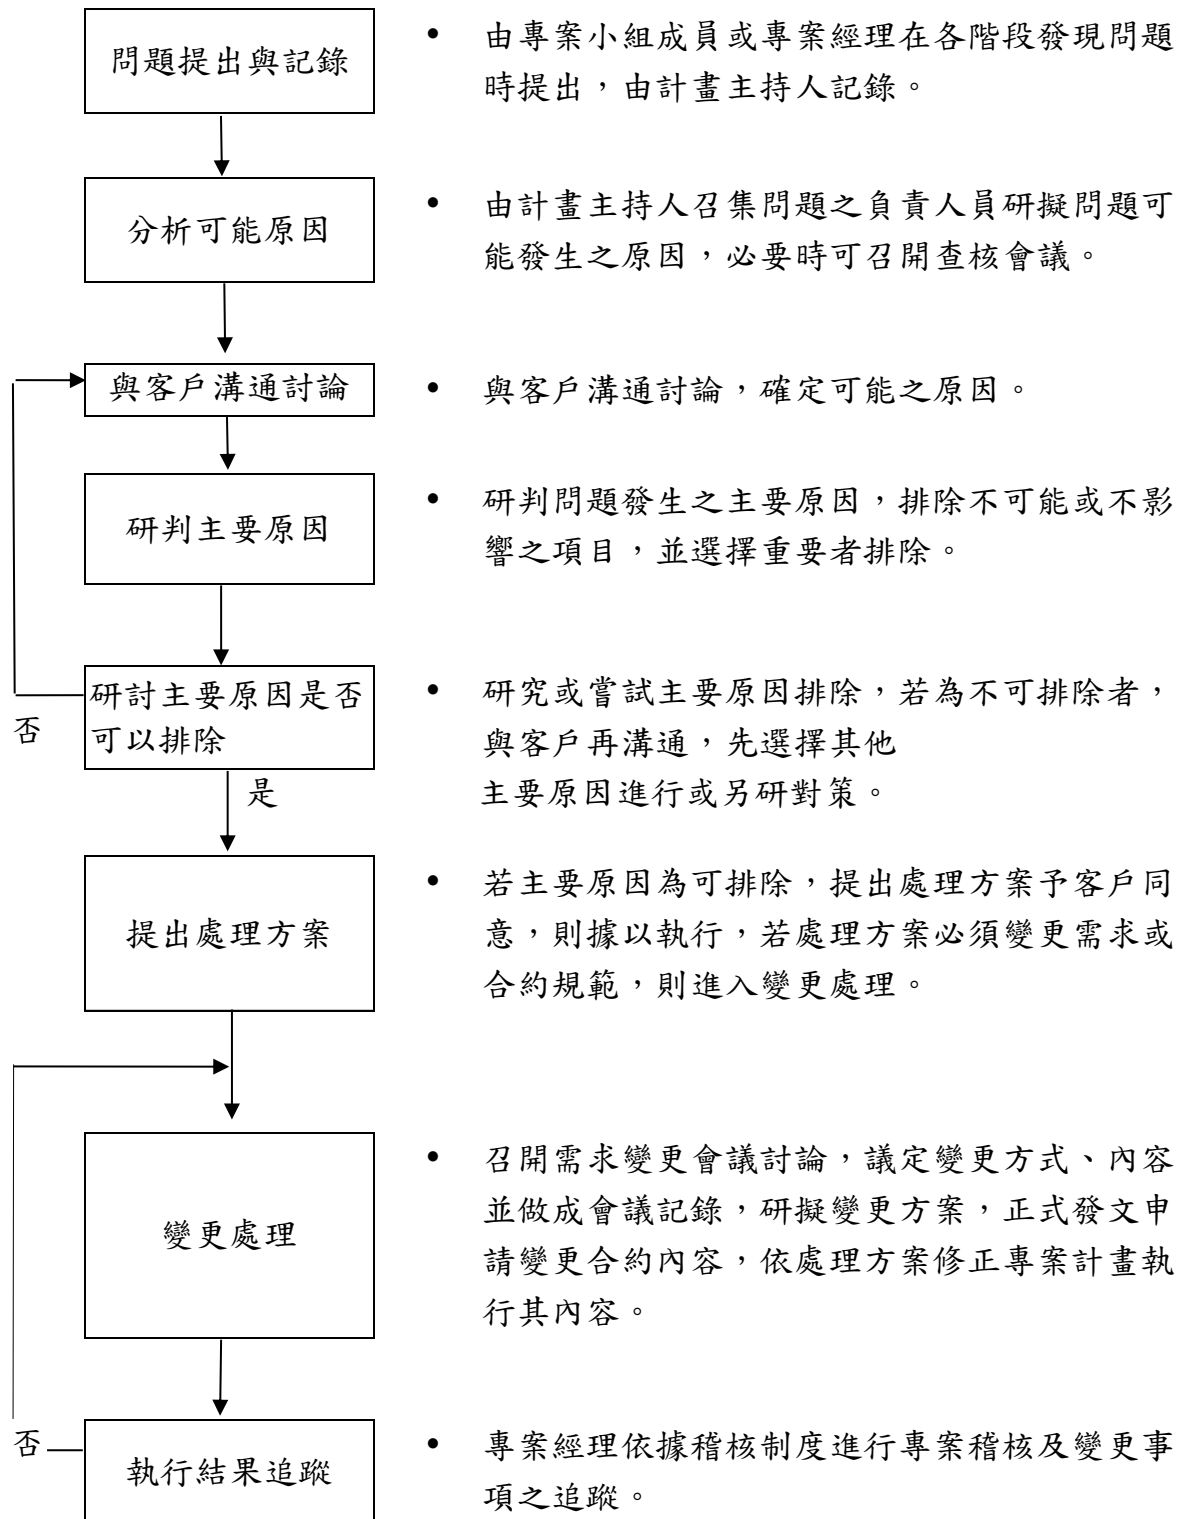 問題提出與記錄
• 由專案小組成員或專案經理在各階段發現問題
時提出，由計畫主持人記錄。
分析可能原因
• 由計畫主持人召集問題之負責人員研擬問題可
能發生之原因，必要時可召開查核會議。
與客戶溝通討論
• 與客戶溝通討論，確定可能之原因。
研判主要原因
• 研判問題發生之主要原因，排除不可能或不影
響之項目，並選擇重要者排除。
研討主要原因是否
可以排除
否
是
• 研究或嘗試主要原因排除，若為不可排除者，
與客戶再溝通，先選擇其他
主要原因進行或另研對策。
提出處理方案
• 若主要原因為可排除，提出處理方案予客戶同
意，則據以執行，若處理方案必須變更需求或
合約規範，則進入變更處理。
變更處理
• 召開需求變更會議討論，議定變更方式、內容
並做成會議記錄，研擬變更方案，正式發文申
請變更合約內容，依處理方案修正專案計畫執
行其內容。
否
執行結果追蹤
• 專案經理依據稽核制度進行專案稽核及變更事
項之追蹤。